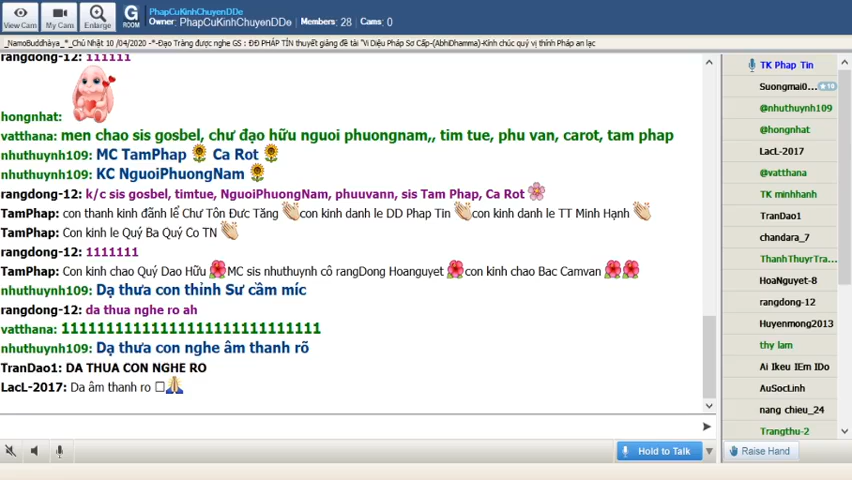 View Cam
My Cam
Enlarge
G
ROOM
PhapCuKinhChuyenDDe
Owner: PhapCuKinhChuyenDDe Members: 28 Cams: 0
_NamoBuddhàya_*_Chủ Nhật 10 /04/2020 -*-Đạo Tràng được nghe GS : ĐĐ PHÁP TÍN thuyết giảng đề tài "Vi Diệu Pháp Sơ Cấp-(AbhiDhamma)-Kính chúc quý vị thính Pháp an lạc
rangdong-12: 111111
hongnhat:
vatthana: men chao sis gosbel, chư đạo hữu nguoi phuongnam,, tim tue, phu van, carot, tam phap
nhuthuynh109: MC TamPhap Ca Rot
nhuthuynh109: KC NguoiPhuongNam
rangdong-12: k/c sis gosbel, timtue, NguoiPhuongNam, phuuvann, sis Tam Phap, Ca Rot
TamPhap: con thanh kinh đãnh lể Chư Tôn Đưc Tăng con kinh danh le DD Phap Tin con kinh danh le TT Minh Hạnh
TamPhap: Con kinh le Quý Ba Quý Co TN
rangdong-12: 1111111
TamPhap: Con kinh chao Quý Dao Hữu MC sis nhuthuynh cô rangDong Hoanguyet con kinh chao Bac Camvan
nhuthuynh109: Dạ thưa con thỉnh Sư cầm míc
rangdong-12: da thua nghe ro ah
vatthana: 11111111111111111111111111111
nhuthuynh109: Dạ thưa con nghe âm thanh rõ
TranDao1: DA THUA CON NGHE RO
LacL-2017: Da âm thanh ro
Hold to Talk
TK Phap Tin
Suongmai0...
@nhuthuynh109
@hongnhat
LacL-2017
@vatthana
TK minhhanh
TranDao1
chandara_7
ThanhThuyrTra...
HoaNguyet-8
rangdong-12
Huyenmong2013
thy lam
Ai Ikeu IEm IDo
AuSocLinh
nang chieu_24
Trangthu-2
Raise Hand